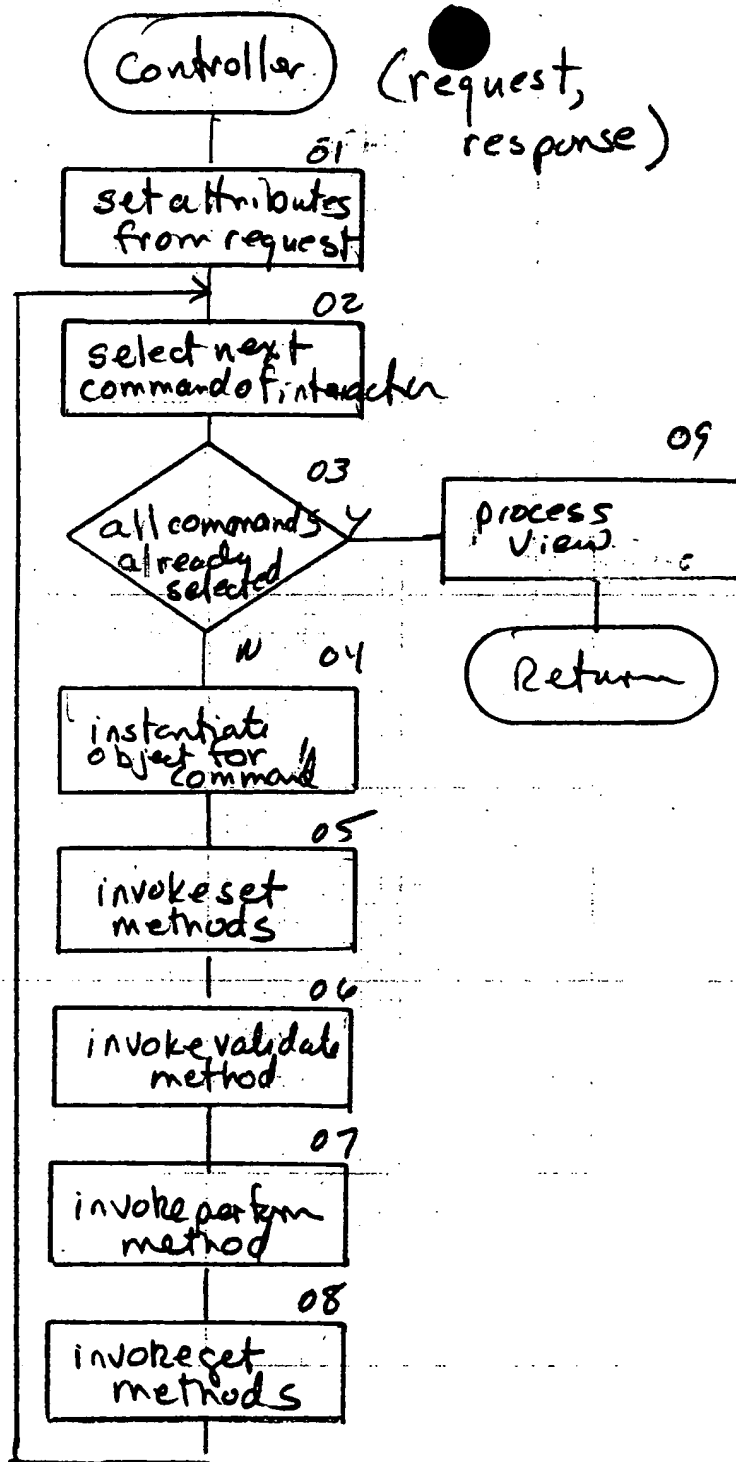 Controller
(request,
response)
01
set attributes
from request
02
select next
command of interaction
03
all commands
already
selected
Y
09
process
view
Return
N
04
instantiate
object for
command
05
invoke set
methods
06
invoke validate
method
07
invoke perform
method
08
invoke get
methods